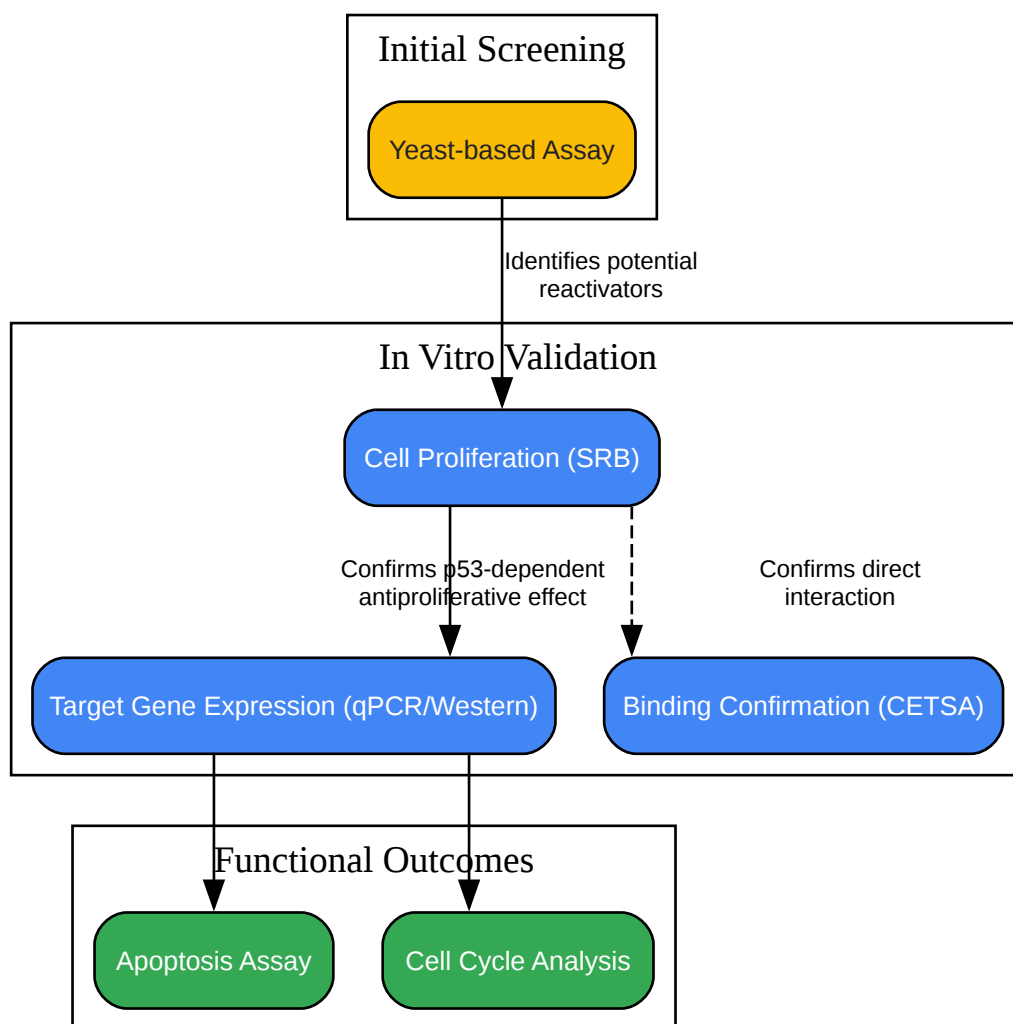 Initial Screening
Yeast-based Assay
Identifies potential
reactivators
In Vitro Validation
Cell Proliferation (SRB)
Confirms p53-dependent
antiproliferative effect
Confirms direct
interaction
Target Gene Expression (qPCR/Western)
Binding Confirmation (CETSA)
Functional Outcomes
Apoptosis Assay
Cell Cycle Analysis